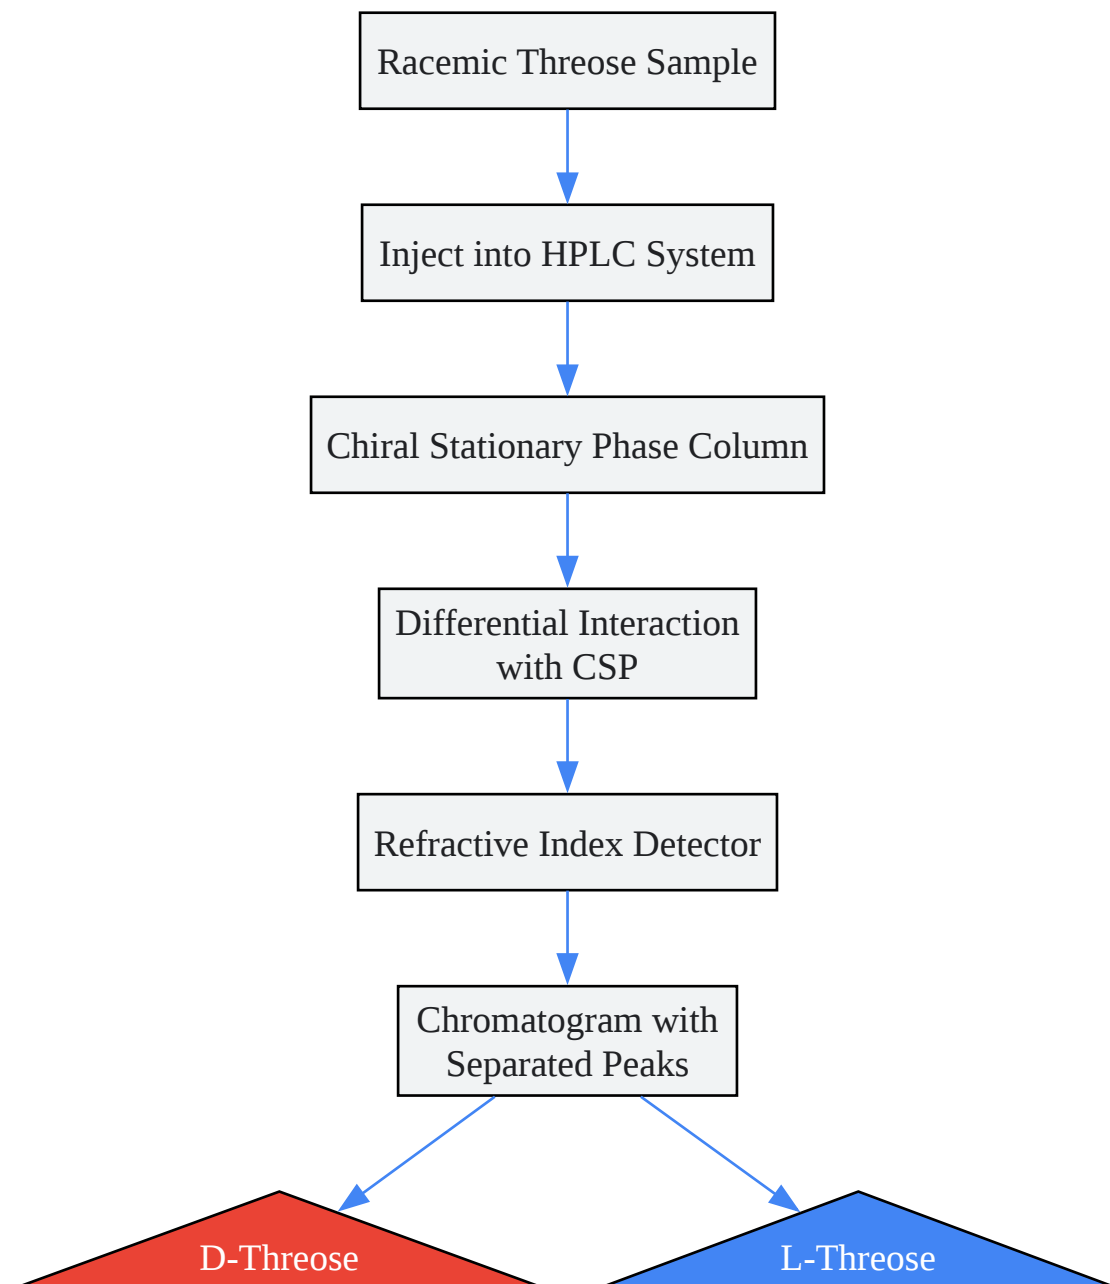 Racemic Threose Sample
Inject into HPLC System
Chiral Stationary Phase Column
Differential Interaction
with CSP
Refractive Index Detector
Chromatogram with
Separated Peaks
D-Threose
L-Threose